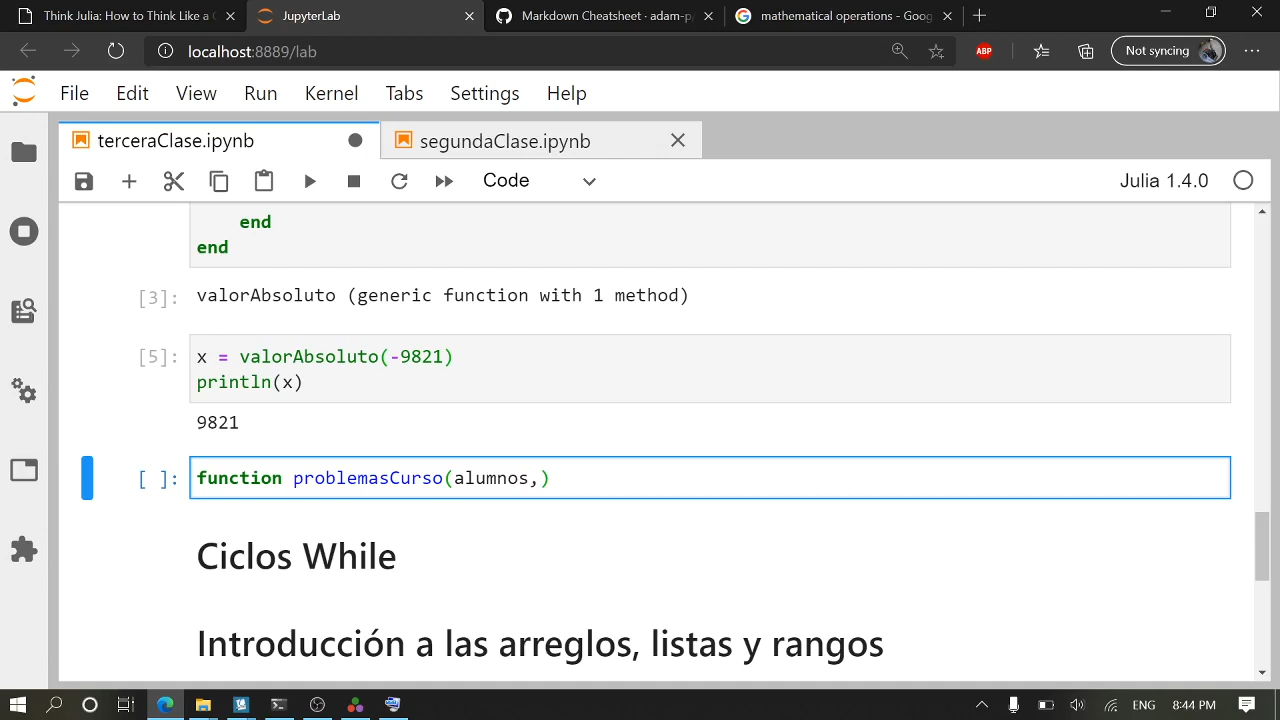 Think Julia: How to Think Like a
JupyterLab
Markdown Cheatsheet · adam-p
mathematical operations - Goog
localhost:8889/lab
ABP
Not syncing
File Edit View Run Kernel Tabs Settings Help
terceraClase.ipynb
segundaClase.ipynb
Code
Julia 1.4.0
end
end
[3]: valorAbsoluto (generic function with 1 method)
[5]: x = valorAbsoluto(-9821)
println(x)
9821
[ ]: function problemasCurso(alumnos,)
Ciclos While
Introducción a las arreglos, listas y rangos
ENG 8:44 PM